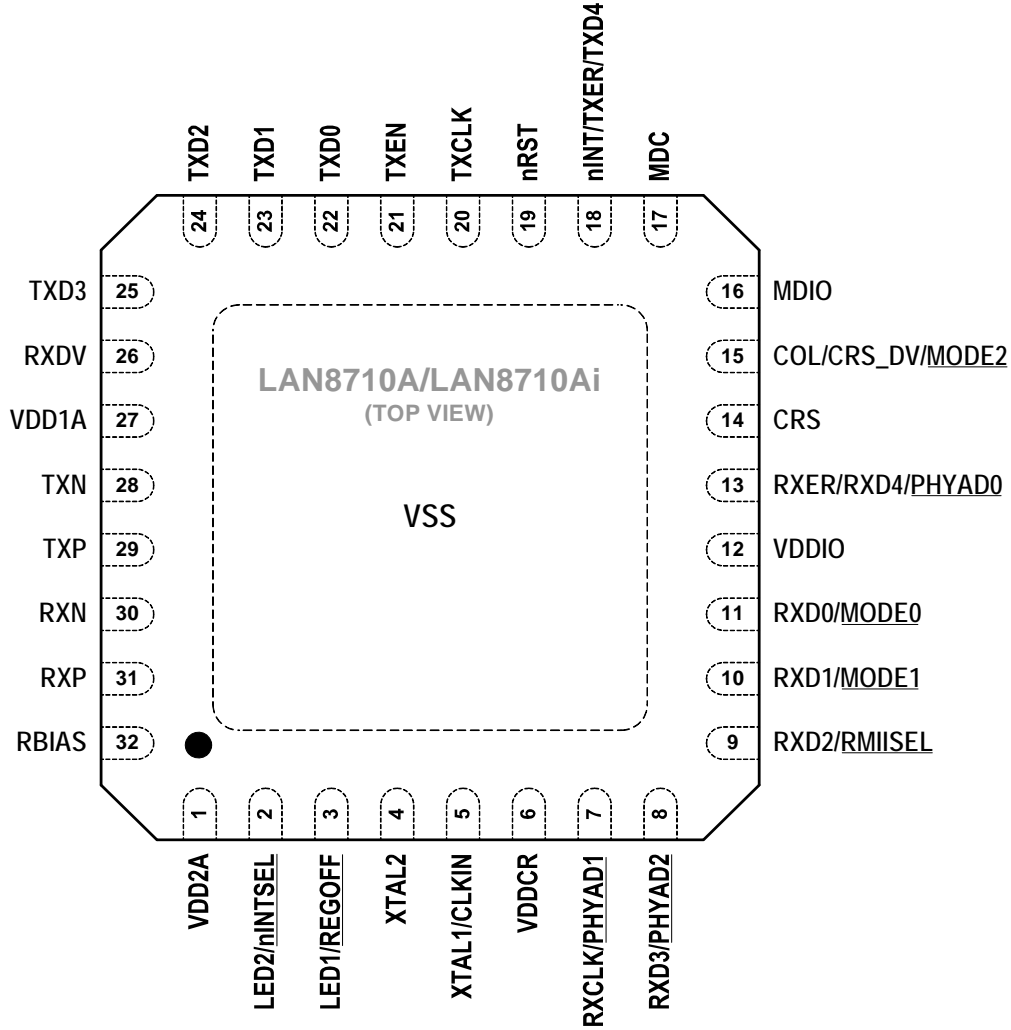 nINT/TXER/TXD4
TXD2
TXD1
TXD0
TXEN
TXCLK
nRST
MDC
24
23
22
21
20
19
18
17
TXD3 25
16 MDIO
RXDV 26
15 COL/CRS_DV/MODE2
LAN8710A/LAN8710Ai
(TOP VIEW)
VDD1A 27
14 CRS
TXN 28
13 RXER/RXD4/PHYAD0
VSS
TXP 29
12 VDDIO
RXN 30
11 RXD0/MODE0
RXP 31
10 RXD1/MODE1
RBIAS 32
9 RXD2/RMIISEL
1
2
3
4
5
6
7
8
VDD2A
LED2/nINTSEL
LED1/REGOFF
XTAL2
XTAL1/CLKIN
VDDCR
RXCLK/PHYAD1
RXD3/PHYAD2